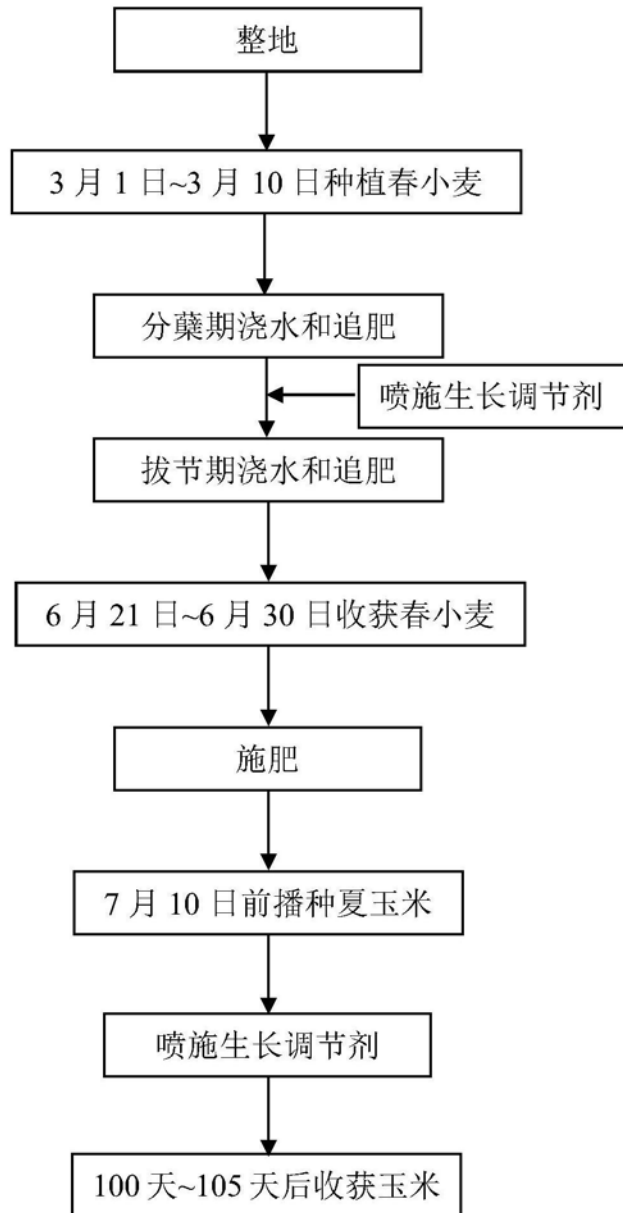 整地
3 月 1 日~3 月 10 日种植春小麦
分蘖期浇水和追肥
喷施生长调节剂
拔节期浇水和追肥
6 月 21 日~6 月 30 日收获春小麦
施肥
7 月 10 日前播种夏玉米
喷施生长调节剂
100 天~105 天后收获玉米